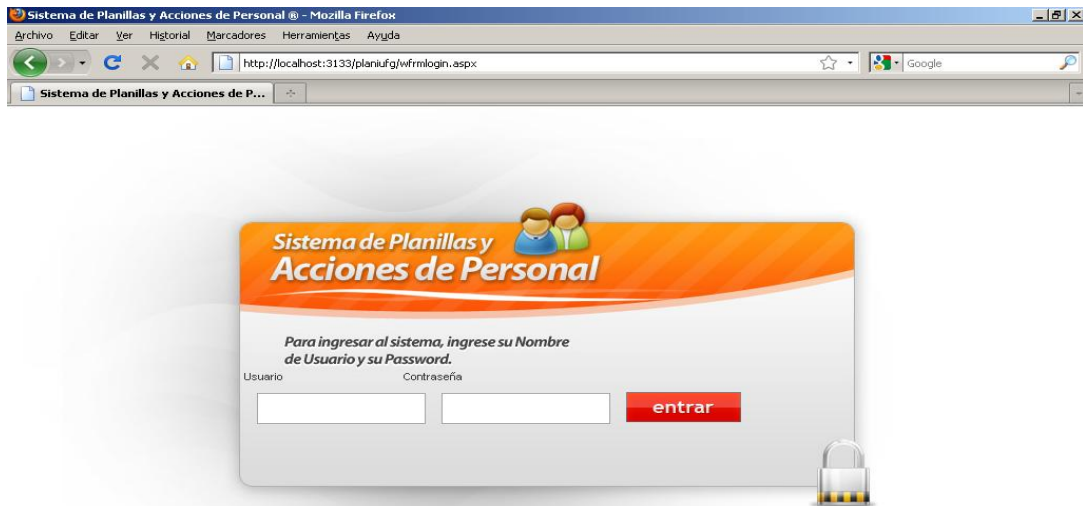 Sistema de Planillas y Acciones de Personal ® - Mozilla Firefox
Archivo Editar Ver Historial Marcadores Herramientas Ayuda
http://localhost:3133/planiufg/wfrmlogin.aspx
Google
Sistema de Planillas y Acciones de P...
Sistema de Planillas y
Acciones de Personal
Para ingresar al sistema, ingrese su Nombre
de Usuario y su Password.
Usuario Contraseña
entrar